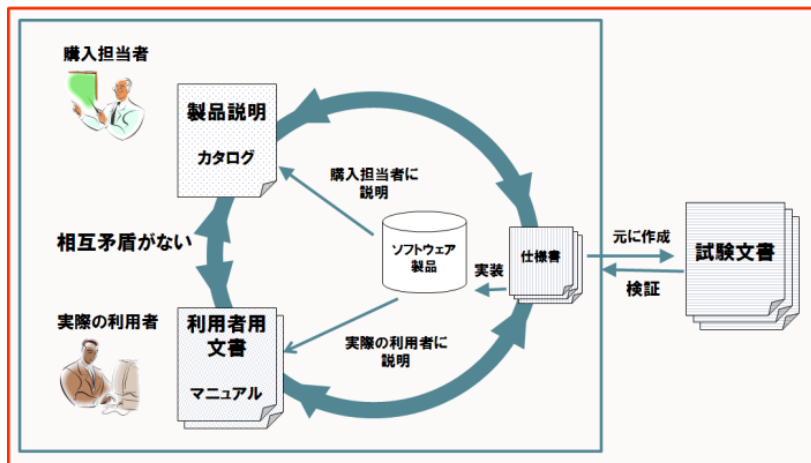 購入担当者
製品説明
カタログ
購入担当者に
説明
相互矛盾がない
ソフトウェア
製品
実装
仕様書
元に作成
検証
試験文書
実際の利用者
利用者用
文書
マニュアル
実際の利用者に
説明